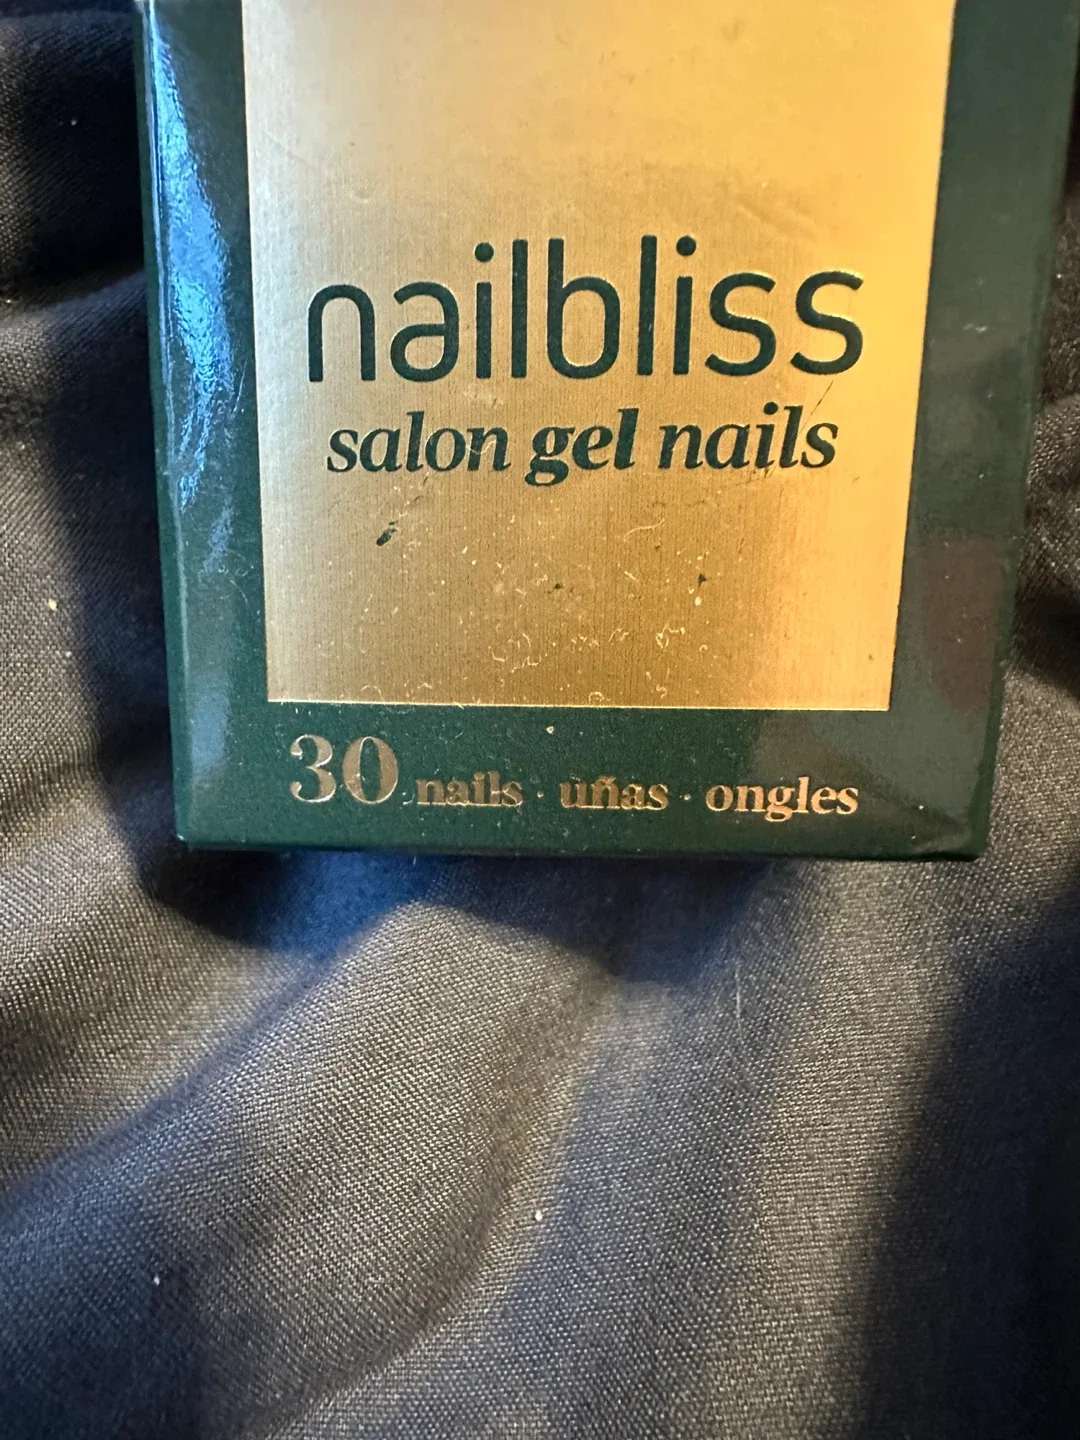 nailbliss
salon gel nails
30 nails · uñas · ongles